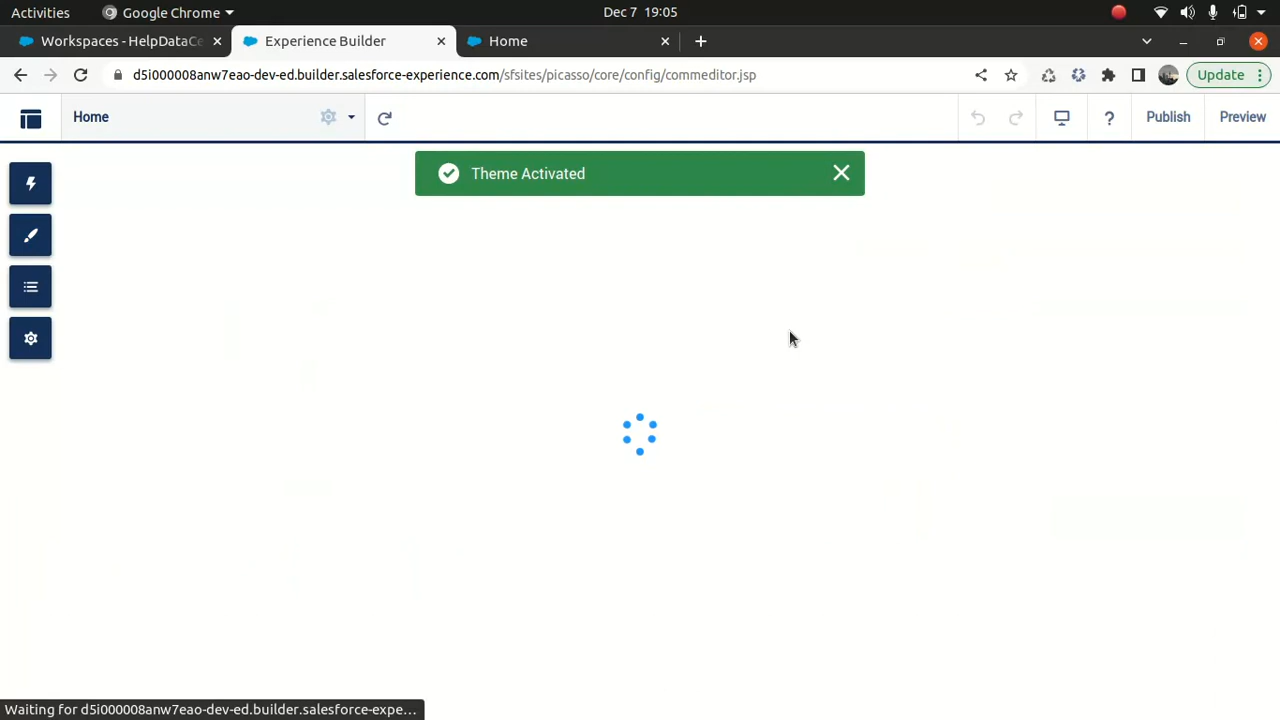 Activities
Google Chrome
Dec 7 19:05
Workspaces - HelpDataCe
Experience Builder
Home
d5i000008anw7eao-dev-ed.builder.salesforce-experience.com/sfsites/picasso/core/config/commeditor.jsp
Update
Home
?
Publish
Preview
Theme Activated
Waiting for d5i000008anw7eao-dev-ed.builder.salesforce-expe...